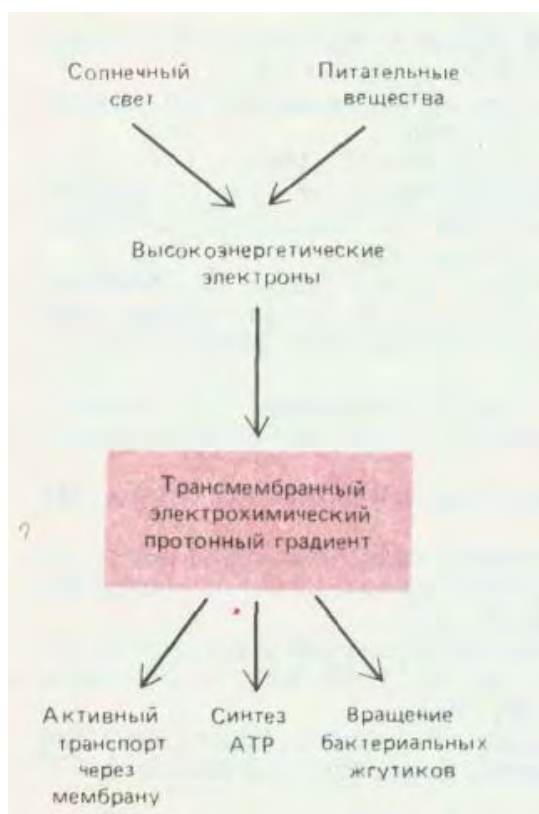 Солнечный
свет
Питательные
вещества
Высокоэнергетические
электроны
Трансмембранный
электрохимический
протонный градиент
?
Активный
транспорт
через
мембрану
Синтез
АТР
Вращение
бактериальных
жгутиков